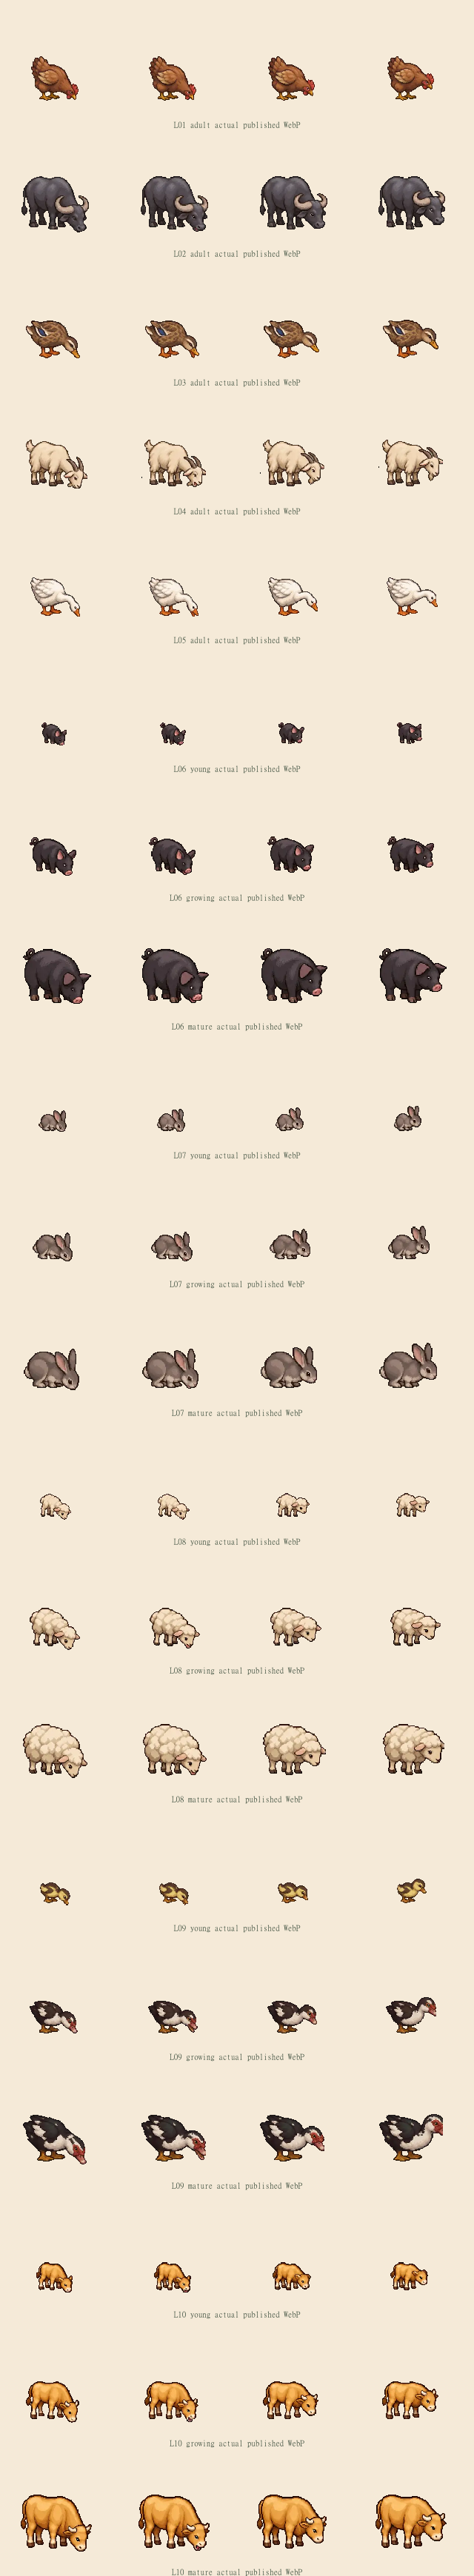 L01 adult actual published WebP
L02 adult actual published WebP
L03 adult actual published WebP
L04 adult actual published WebP
L05 adult actual published WebP
L06 young actual published WebP
L06 growing actual published WebP
L06 mature actual published WebP
L07 young actual published WebP
L07 growing actual published WebP
L07 mature actual published WebP
L08 young actual published WebP
L08 growing actual published WebP
L08 mature actual published WebP
L09 young actual published WebP
L09 growing actual published WebP
L09 mature actual published WebP
L10 young actual published WebP
L10 growing actual published WebP
L10 mature actual published WebP